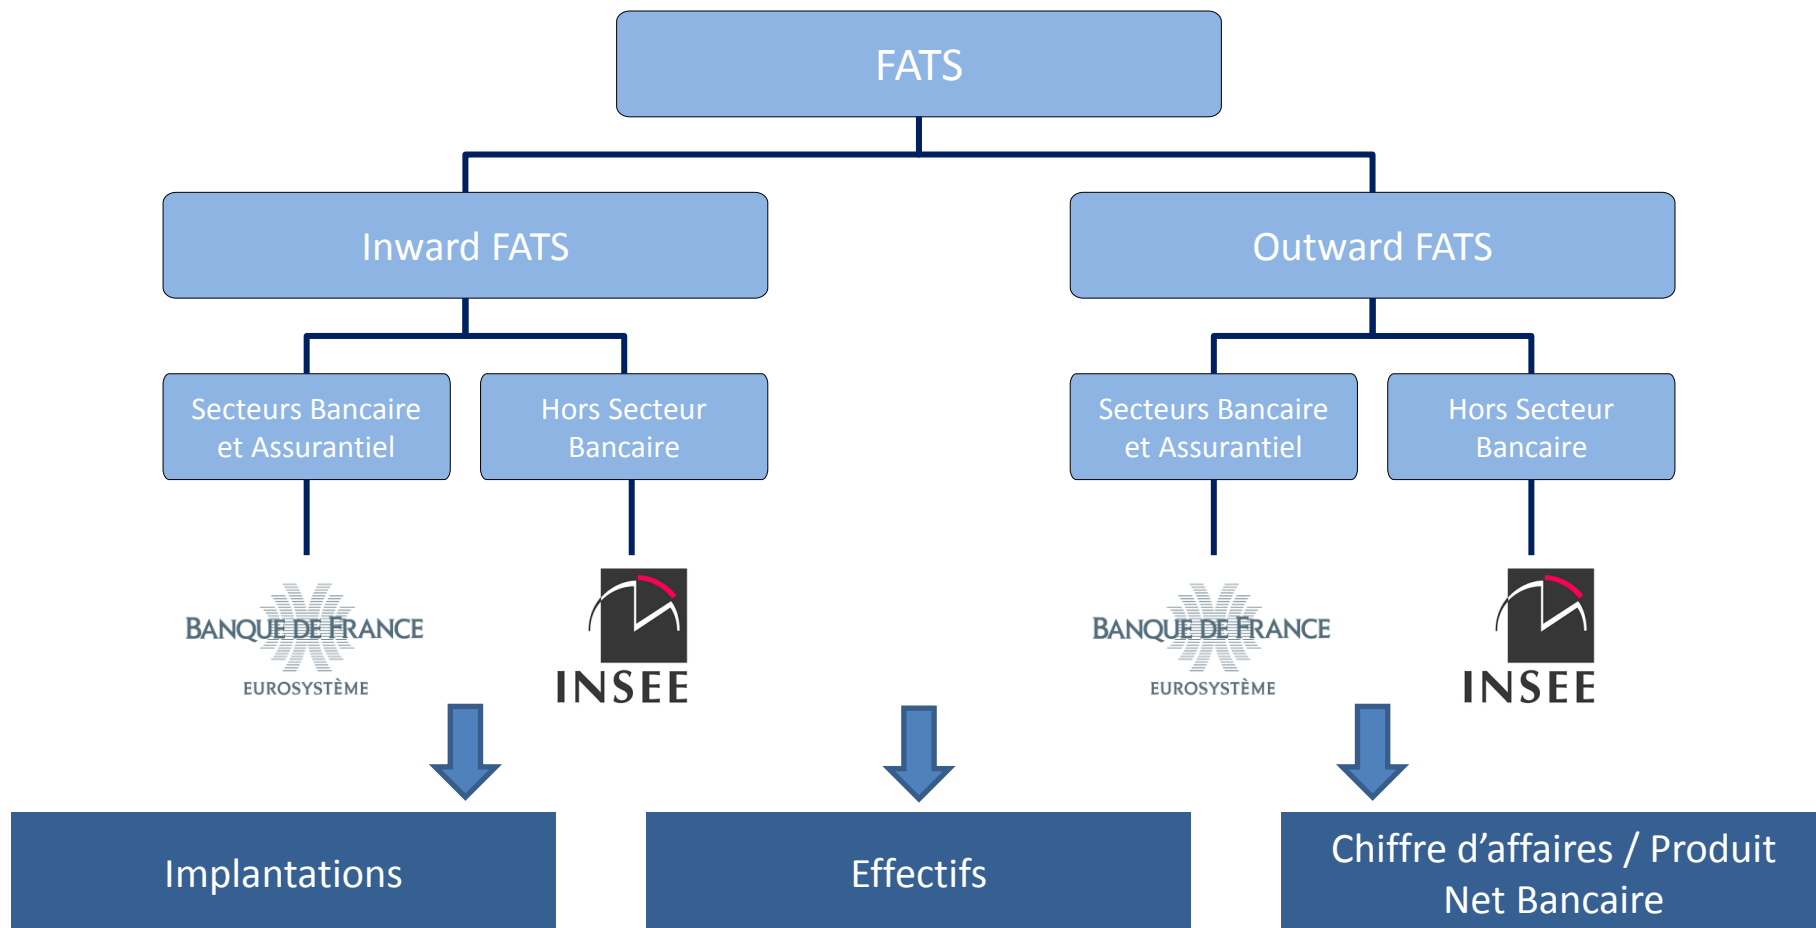 FATS
Inward FATS
Outward FATS
Secteurs Bancaire
et Assurantiel
Hors Secteur
Bancaire
Secteurs Bancaire
et Assurantiel
Hors Secteur
Bancaire
BANQUE DE FRANCE
EUROSYSTÈME
INSEE
BANQUE DE FRANCE
EUROSYSTÈME
INSEE
Implantations
Effectifs
Chiffre d’affaires / Produit
Net Bancaire